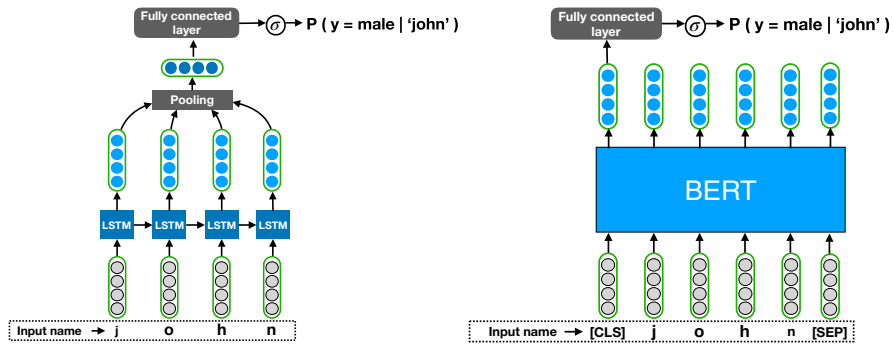 Fully connected
layer
σ
P ( y = male | 'john' )
Pooling
LSTM
LSTM
LSTM
LSTM
Input name
j
o
h
n
Fully connected
layer
σ
P ( y = male | 'john' )
BERT
Input name
[CLS]
j
o
h
n
[SEP]